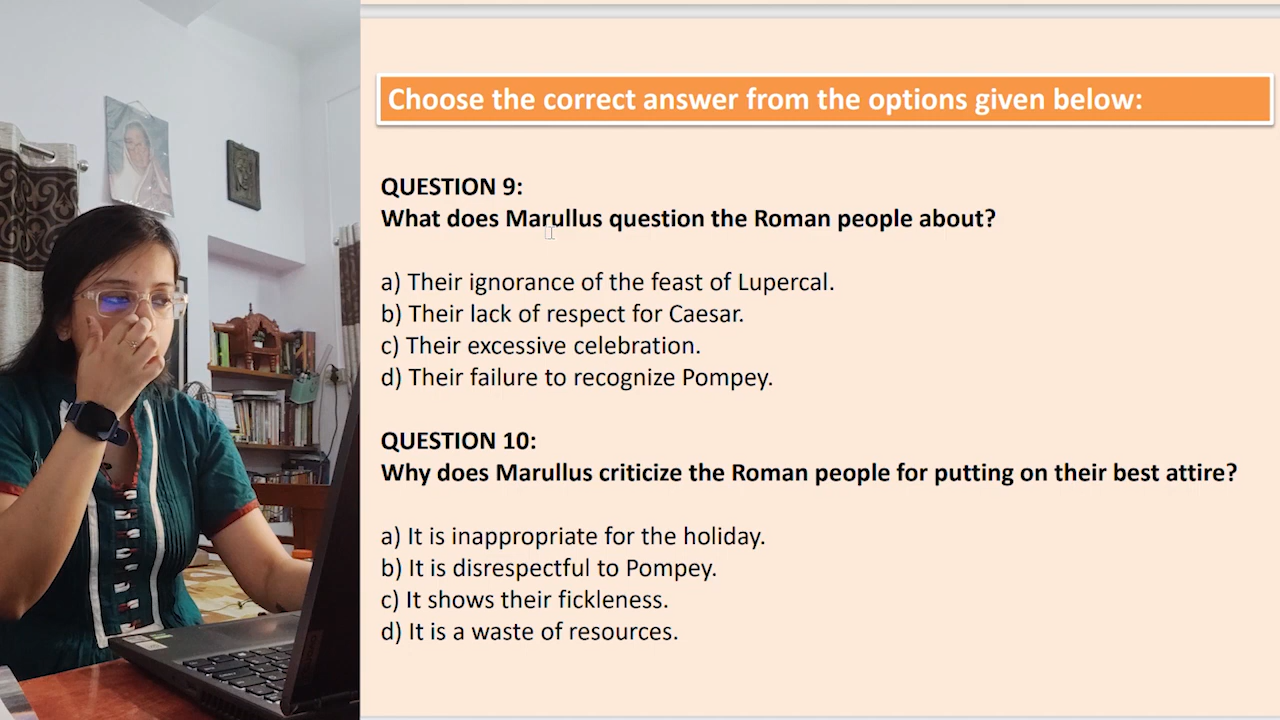 Choose the correct answer from the options given below:
QUESTION 9:
What does Marullus question the Roman people about?
a) Their ignorance of the feast of Lupercal.
b) Their lack of respect for Caesar.
c) Their excessive celebration.
d) Their failure to recognize Pompey.
QUESTION 10:
Why does Marullus criticize the Roman people for putting on their best attire?
a) It is inappropriate for the holiday.
b) It is disrespectful to Pompey.
c) It shows their fickleness.
d) It is a waste of resources.